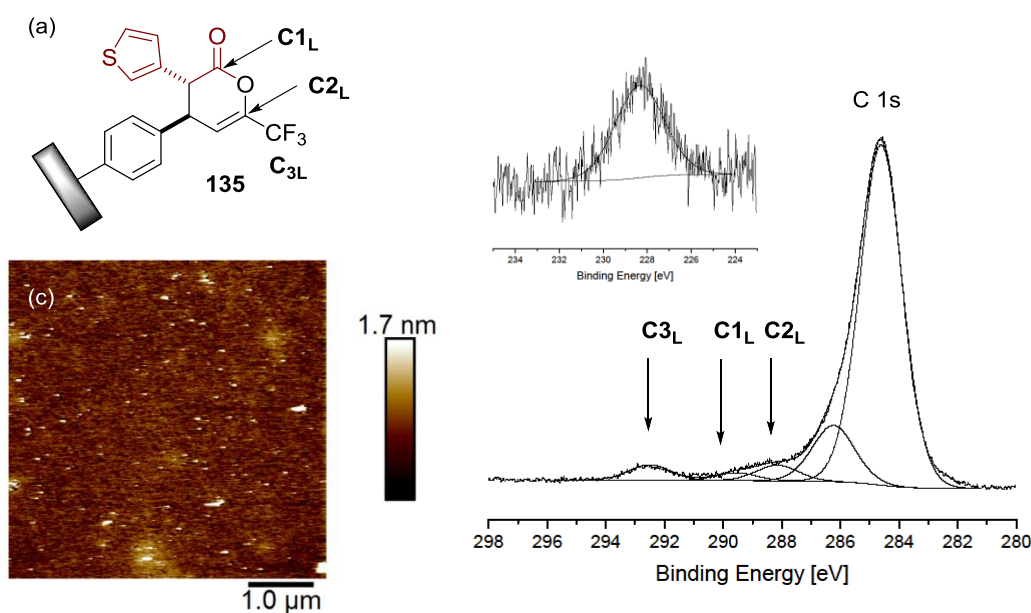 (a)
S
O
C1L
O
C2L
CF3
C3L
135
(c)
1.7 nm
1.0 µm
234 232 230 228 226 224
Binding Energy [eV]
C 1s
C3L C1L C2L
298 296 294 292 290 288 286 284 282 280
Binding Energy [eV]